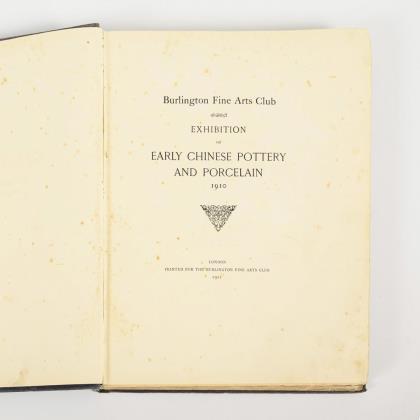 Burlington Fine Arts Club
EXHIBITION
OF
EARLY CHINESE POTTERY
AND PORCELAIN
1910
LONDON
PRINTED FOR THE BURLINGTON FINE ARTS CLUB
1911